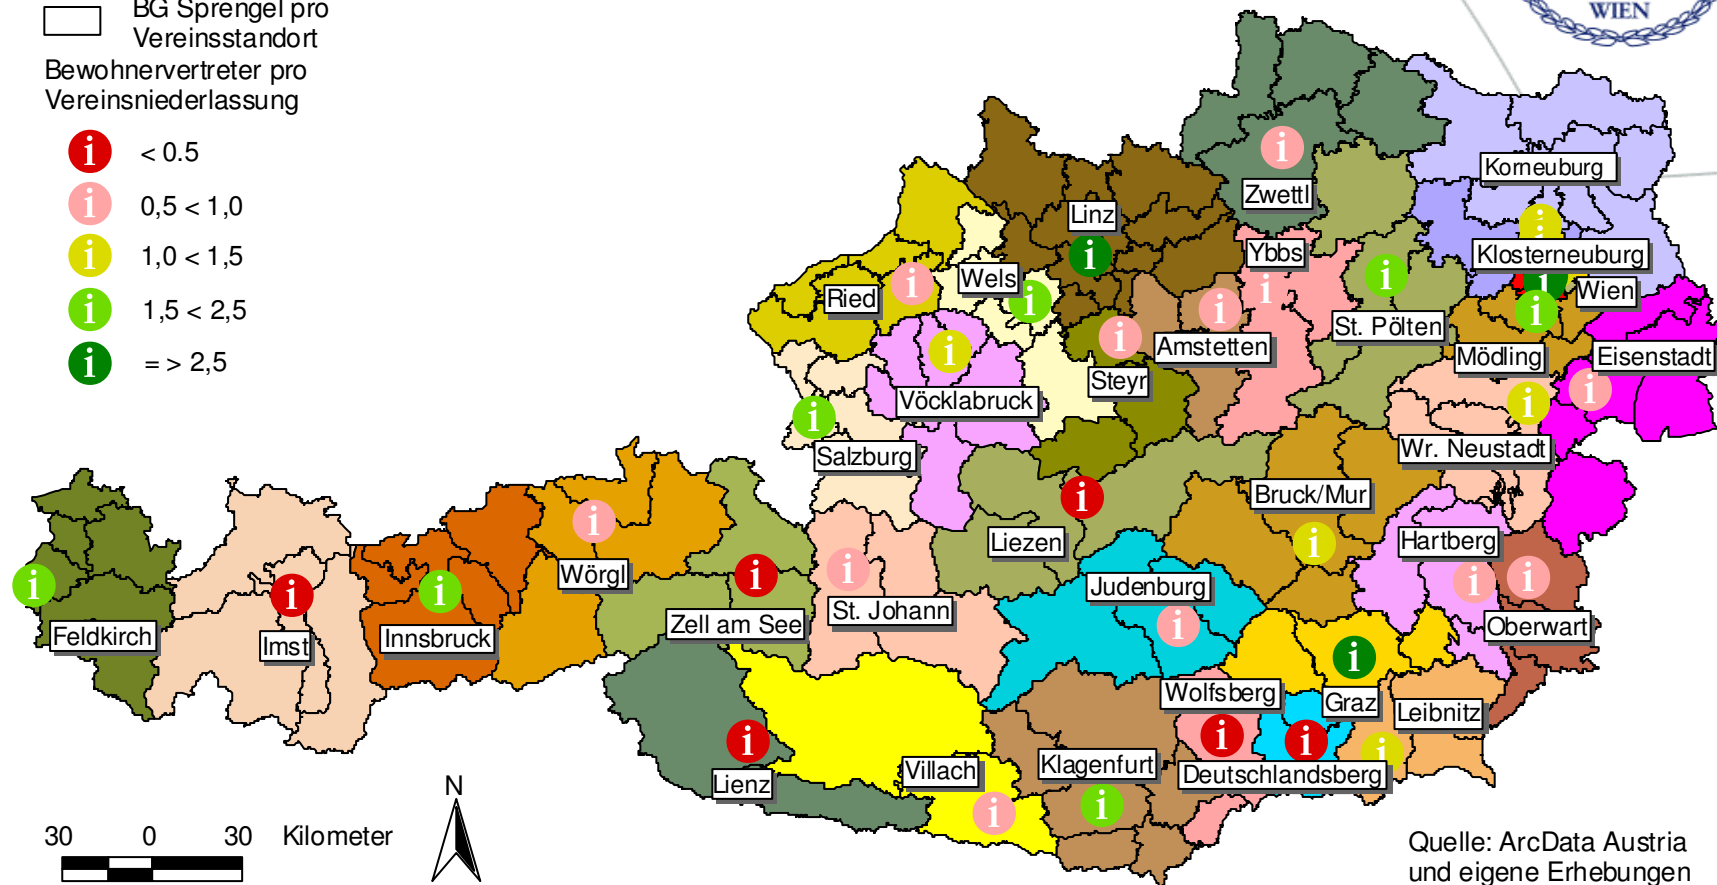 BG Sprengel pro
Vereinsstandort
Bewohnervertreter pro
Vereinsniederlassung
i < 0.5
i 0,5 < 1,0
i 1,0 < 1,5
i 1,5 < 2,5
i = > 2,5
WIEN
Korneuburg
Zwettl
Linz
Ybbs
Klosterneuburg
Wels
Wien
Ried
St. Pölten
Amstetten
Mödling
Eisenstadt
Steyr
Vöcklabruck
Salzburg
Wr. Neustadt
Bruck/Mur
Liezen
Hartberg
Wörgl
Judenburg
St. Johann
Zell am See
Oberwart
Feldkirch
Imst
Innsbruck
Wolfsberg
Graz
Leibnitz
Villach
Klagenfurt
Deutschlandsberg
Lienz
N
30 0 30 Kilometer
Quelle: ArcData Austria
und eigene Erhebungen